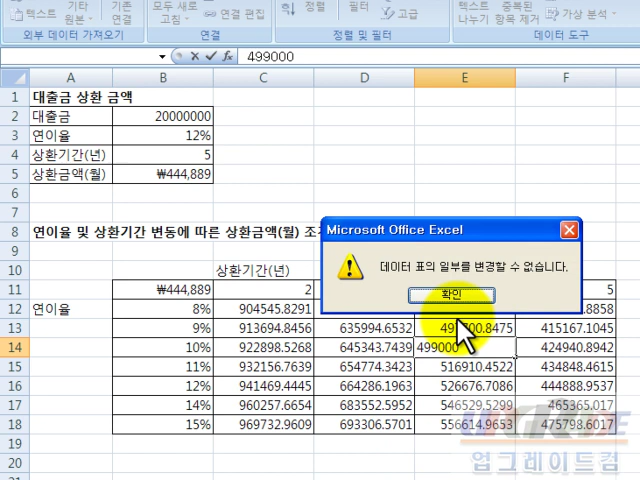 텍스트 기타 원본 기존 연결 모두 새로 고침 연결 편집 정렬 필터 고급 텍스트 나누기 중복된 항목 제거 가상 분석
외부 데이터 가져오기 연결 정렬 및 필터 데이터 도구
499000
A B C D E F
1 대출금 상환 금액
2 대출금 20000000
3 연이율 12%
4 상환기간(년) 5
5 상환금액(월) ₩444,889
6
7
8 연이율 및 상환기간 변동에 따른 상환금액(월)
9
Microsoft Office Excel
데이터 표의 일부를 변경할 수 없습니다.
확인
10 상환기간(년)
11 ₩444,889 2 5
12 연이율 8% 904545.8291 .8858
13 9% 913694.8456 635994.6532 .8475 415167.1045
14 10% 922898.5268 645343.7439 499000 424940.8942
15 11% 932156.7639 654774.3423 516910.4522 434848.4615
16 12% 941469.4445 664286.1963 526676.7086 444888.9537
17 14% 960257.6654 683552.5952 546529.5299 465365.017
18 15% 969732.9609 693306.5701 556614.9653 475798.6017
19
20
21
업그레이드컴